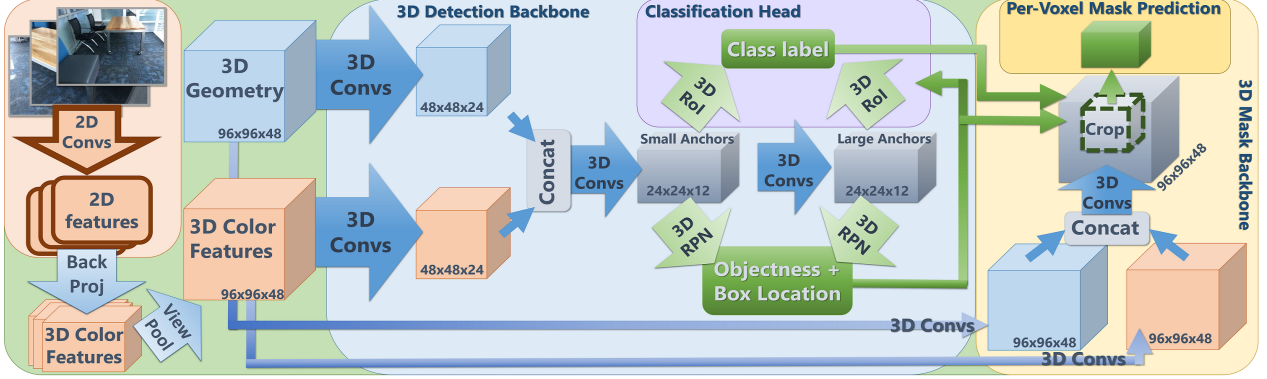 3D Detection Backbone
Classification Head
Per-Voxel Mask Prediction
2D
Convs
2D
features
Back
Proj
3D Color
Features
View
Pool
3D
Geometry
96x96x48
3D Color
Features
96x96x48
3D
Convs
3D
Convs
48x48x24
48x48x24
Concat
3D
Convs
Class label
3D
RoI
3D
RoI
Small Anchors
24x24x12
3D
Convs
Large Anchors
24x24x12
3D
RPN
3D
RPN
Objectness +
Box Location
Crop
96x96x48
3D
Convs
Concat
3D Mask Backbone
96x96x48
96x96x48
3D Convs
3D Convs